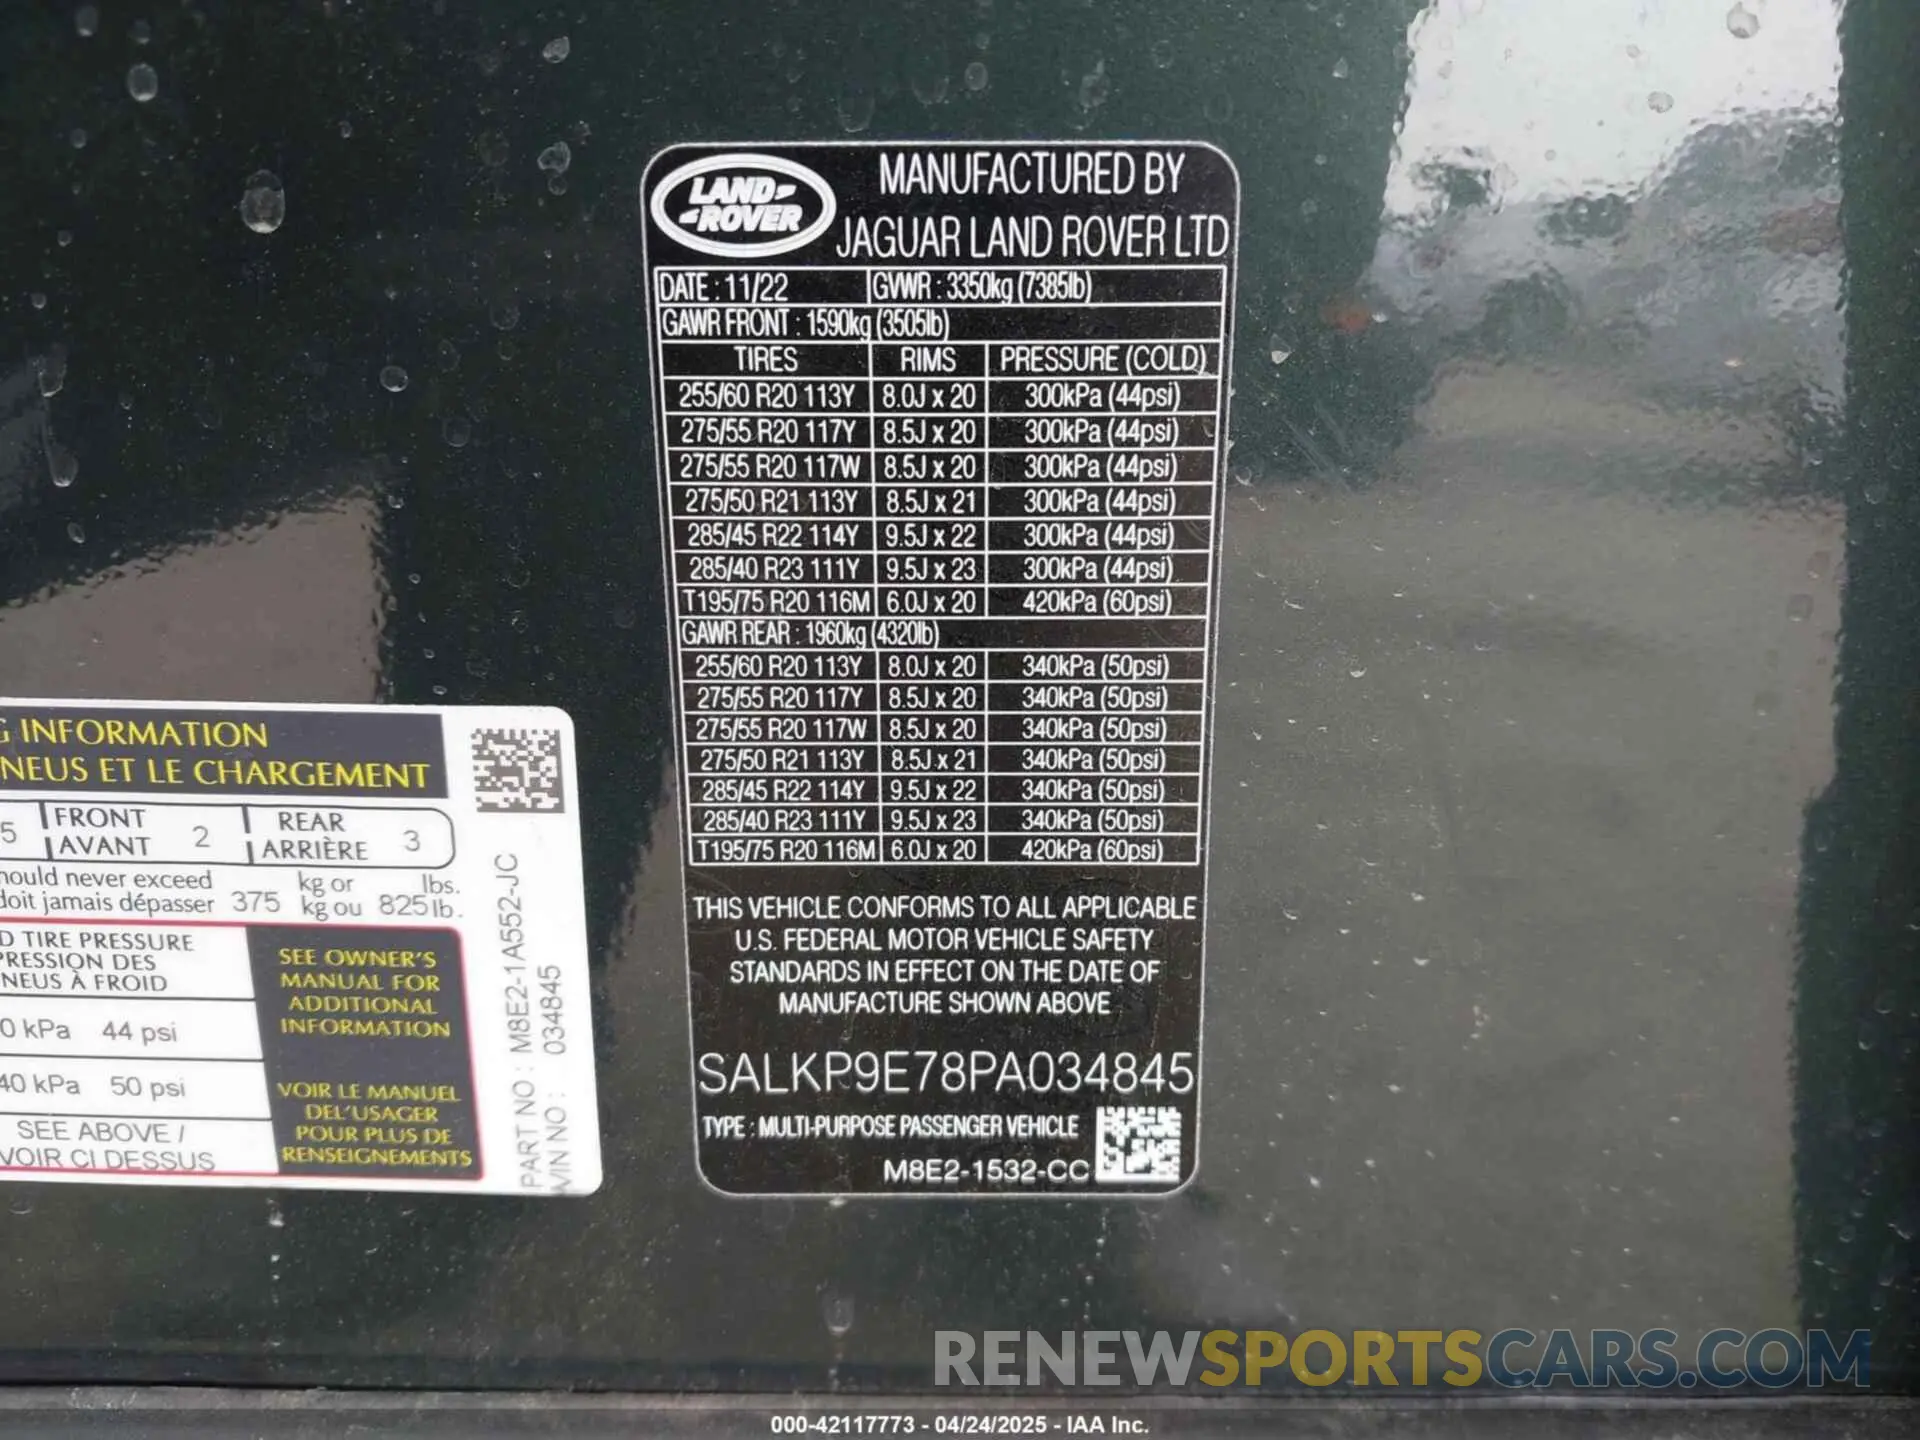 LAND ROVER
MANUFACTURED BY
JAGUAR LAND ROVER LTD
DATE : 11/22 GVWR : 3350kg (7385lb)
GAWR FRONT : 1590kg (3505lb)
TIRES RIMS PRESSURE (COLD)
255/60 R20 113Y 8.0J x 20 300kPa (44psi)
275/55 R20 117Y 8.5J x 20 300kPa (44psi)
275/55 R20 117W 8.5J x 20 300kPa (44psi)
275/50 R21 113Y 8.5J x 21 300kPa (44psi)
285/45 R22 114Y 9.5J x 22 300kPa (44psi)
285/40 R23 111Y 9.5J x 23 300kPa (44psi)
T195/75 R20 116M 6.0J x 20 420kPa (60psi)
GAWR REAR : 1960kg (4320lb)
255/60 R20 113Y 8.0J x 20 340kPa (50psi)
275/55 R20 117Y 8.5J x 20 340kPa (50psi)
275/55 R20 117W 8.5J x 20 340kPa (50psi)
275/50 R21 113Y 8.5J x 21 340kPa (50psi)
285/45 R22 114Y 9.5J x 22 340kPa (50psi)
285/40 R23 111Y 9.5J x 23 340kPa (50psi)
T195/75 R20 116M 6.0J x 20 420kPa (60psi)
THIS VEHICLE CONFORMS TO ALL APPLICABLE
U.S. FEDERAL MOTOR VEHICLE SAFETY
STANDARDS IN EFFECT ON THE DATE OF
MANUFACTURE SHOWN ABOVE
SALKP9E78PA034845
TYPE : MULTI-PURPOSE PASSENGER VEHICLE
M8E2-1532-CC
G INFORMATION
NEUS ET LE CHARGEMENT
5 FRONT AVANT 2 REAR ARRIÈRE 3
hould never exceed kg or lbs.
doit jamais dépasser 375 kg ou 825 lb.
D TIRE PRESSURE
PRESSION DES
NEUS À FROID
0 kPa 44 psi
40 kPa 50 psi
SEE ABOVE /
VOIR CI DESSUS
SEE OWNER'S
MANUAL FOR
ADDITIONAL
INFORMATION
VOIR LE MANUEL
DEL'USAGER
POUR PLUS DE
RENSEIGNEMENTS
PART NO : M8E2-1A552-JC
VIN NO : 034845
RENEWSPORTSCARS.COM
000-42117773 - 04/24/2025 - IAA Inc.